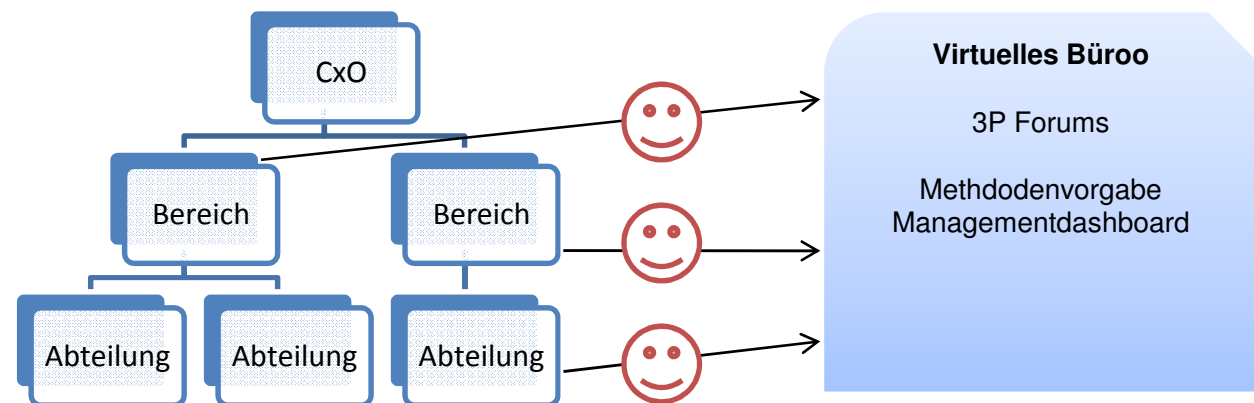 CxO
Bereich
Bereich
Abteilung
Abteilung
Abteilung
Virtuelles Büroo
3P Forums
Methdodenvorgabe
Managementdashboard